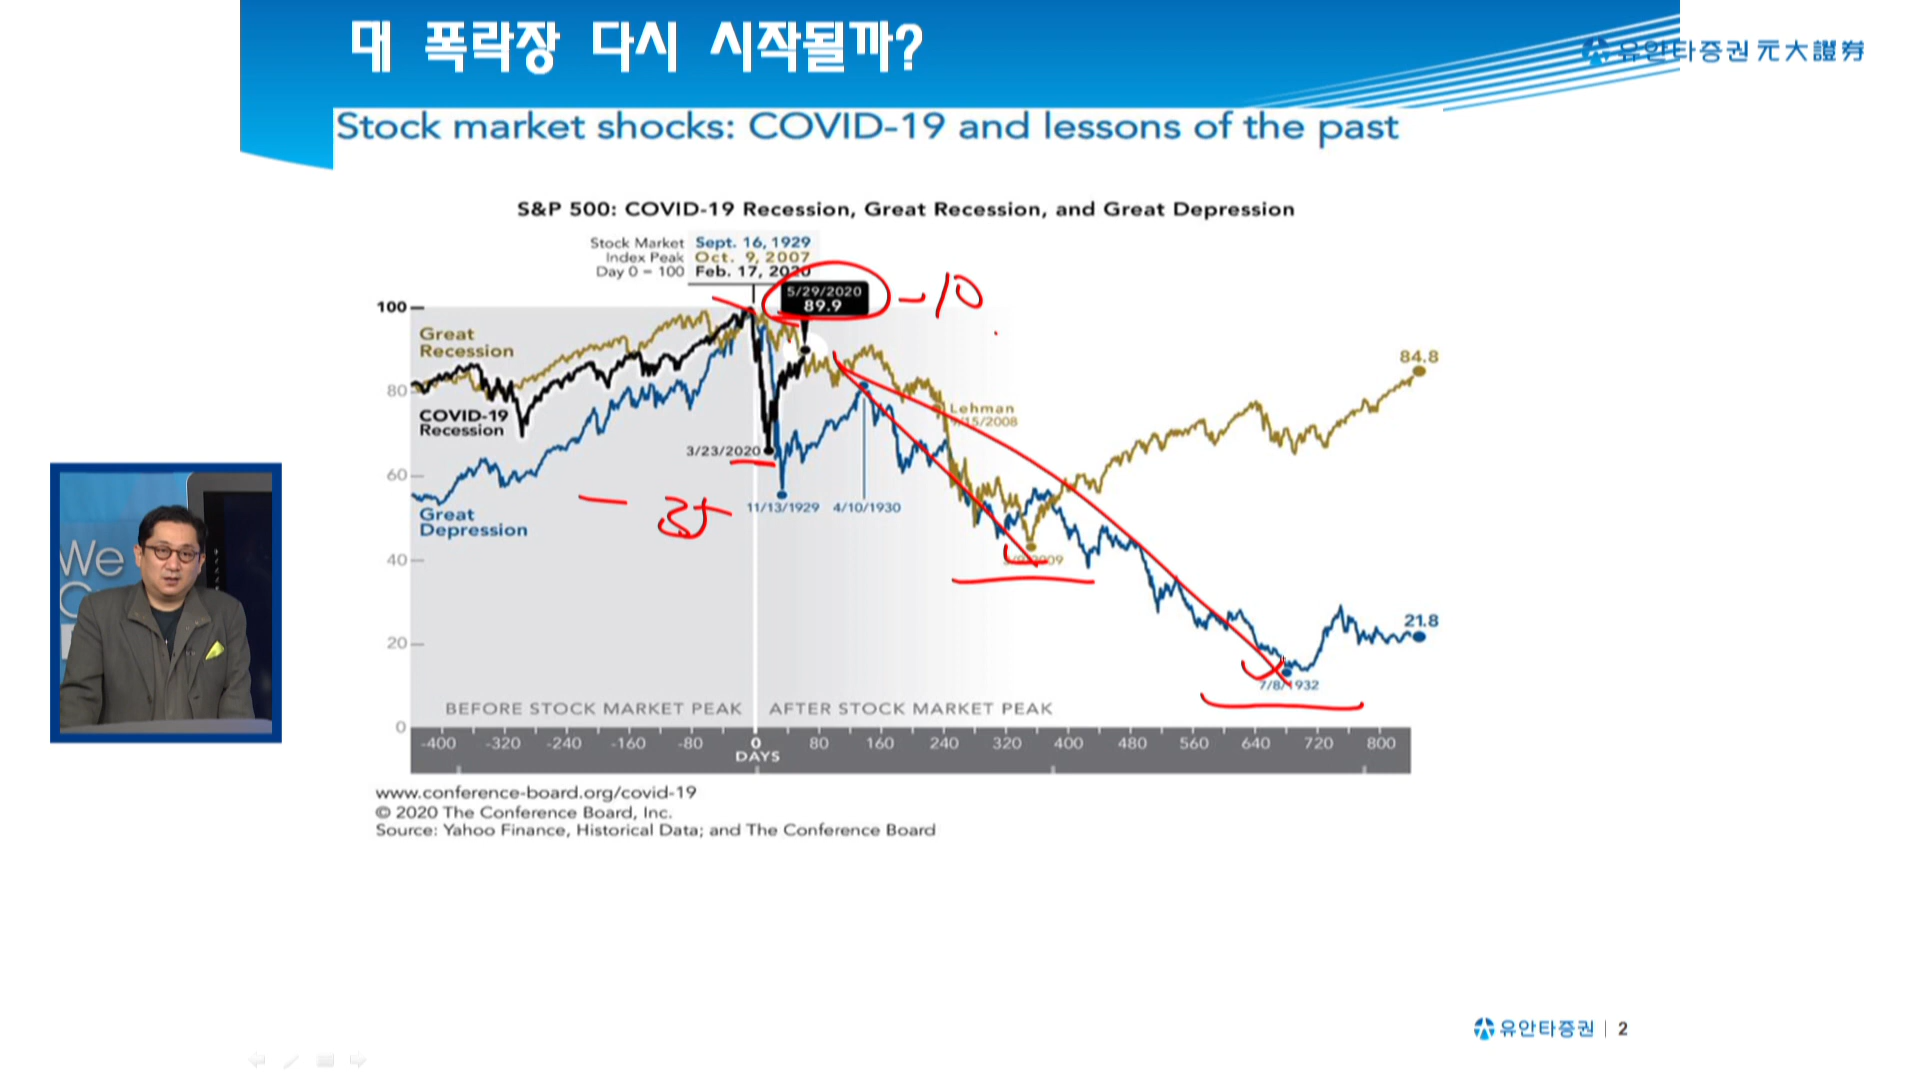 대 폭락장 다시 시작될까?
유안타증권 元大證券
Stock market shocks: COVID-19 and lessons of the past
S&P 500: COVID-19 Recession, Great Recession, and Great Depression
Stock Market Sept. 16, 1929
Index Peak Oct. 9, 2007
Day 0 = 100 Feb. 17, 2020
5/29/2020
89.9
-10
100
80
60
40
20
0
Great
Recession
COVID-19
Recession
Great
Depression
84.8
Lehman
9/15/2008
3/23/2020
- 35
11/13/1929
4/10/1930
21.8
7/8/1932
BEFORE STOCK MARKET PEAK
AFTER STOCK MARKET PEAK
-400 -320 -240 -160 -80 0 80 160 240 320 400 480 560 640 720 800
DAYS
We
www.conference-board.org/covid-19
© 2020 The Conference Board, Inc.
Source: Yahoo Finance, Historical Data; and The Conference Board
유안타증권 | 2